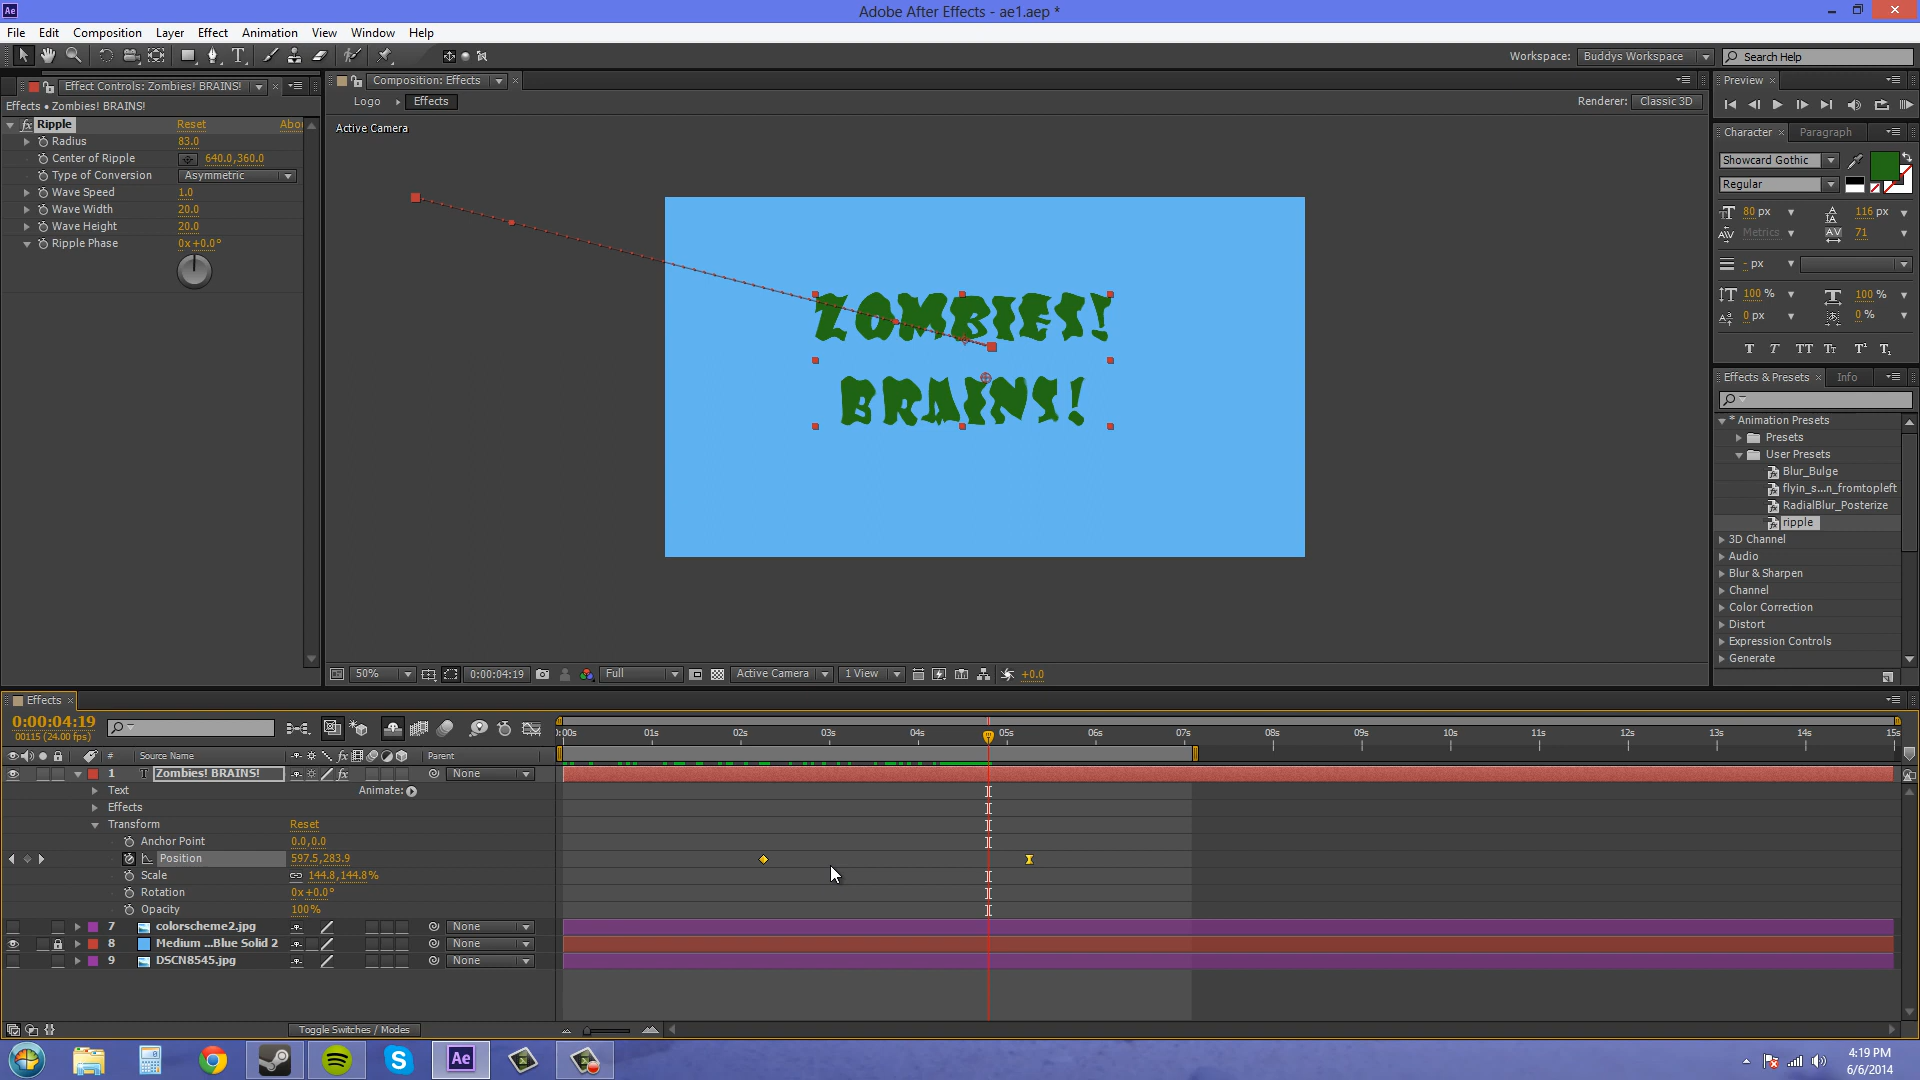 Ae
Adobe After Effects - ae1.aep *
File Edit Composition Layer Effect Animation View Window Help
Workspace: Buddys Workspace Search Help
Effect Controls: Zombies! BRAINS!
Effects • Zombies! BRAINS!
fx Ripple Reset Abou
Radius 83.0
Center of Ripple 640.0,360.0
Type of Conversion Asymmetric
Wave Speed 1.0
Wave Width 20.0
Wave Height 20.0
Ripple Phase 0x+0.0°
Composition: Effects
Logo Effects
Renderer: Classic 3D
Active Camera
ZOMBIES!
BRAINS!
50% 0:00:04:19 Full Active Camera 1 View +0.0
Preview
Character Paragraph
Showcard Gothic
Regular
80 px 116 px
Metrics 71
- px
100 % 100 %
0 px 0 %
T T TT Tt T¹ T₁
Effects & Presets Info
* Animation Presets
Presets
User Presets
Blur_Bulge
flyin_s...n_fromtopleft
RadialBlur_Posterize
ripple
3D Channel
Audio
Blur & Sharpen
Channel
Color Correction
Distort
Expression Controls
Generate
Effects
0:00:04:19
00115 (24.00 fps)
):00s 01s 02s 03s 04s 05s 06s 07s 08s 09s 10s 11s 12s 13s 14s 15s
# Source Name fx Parent
1 T Zombies! BRAINS! fx None
Text Animate:
Effects
Transform Reset
Anchor Point 0.0,0.0
Position 597.5,283.9
Scale 144.8,144.8%
Rotation 0x+0.0°
Opacity 100%
7 colorscheme2.jpg None
8 Medium ...Blue Solid 2 None
9 DSCN8545.jpg None
Toggle Switches / Modes
Ae
4:19 PM
6/6/2014